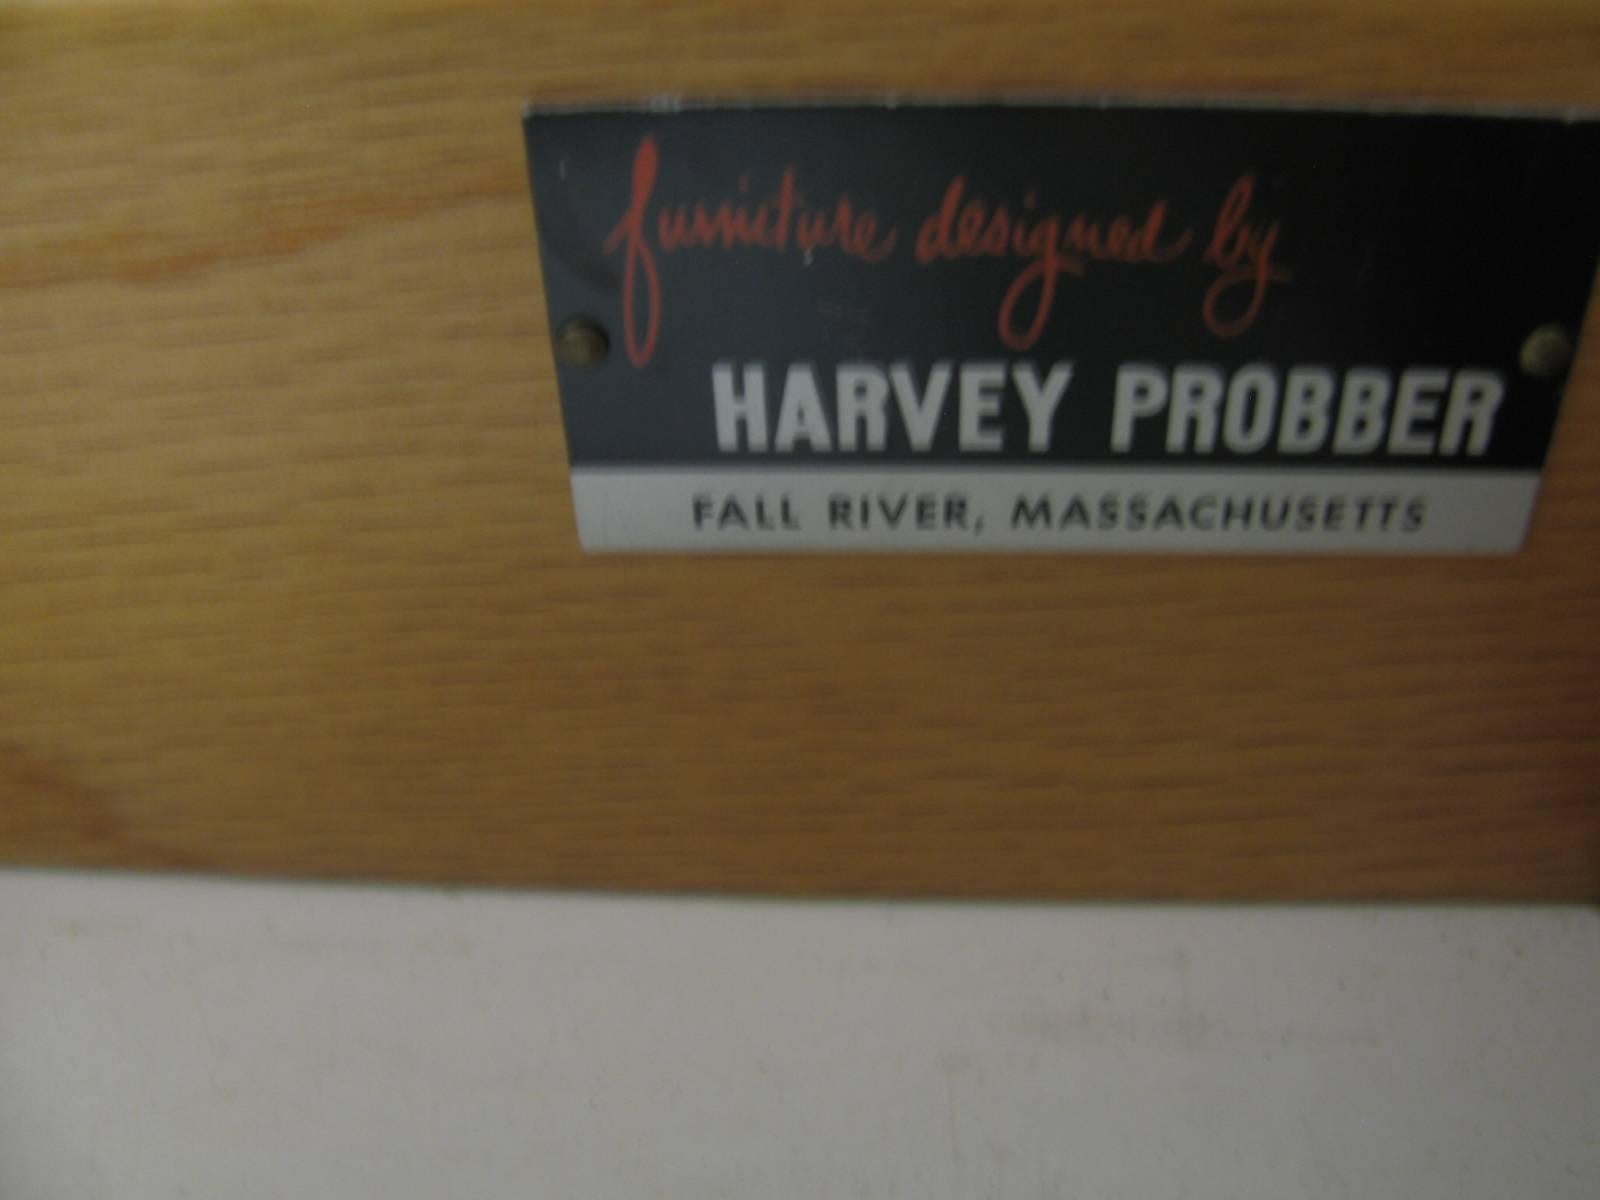 furniture designed by
HARVEY PROBBER
FALL RIVER, MASSACHUSETTS